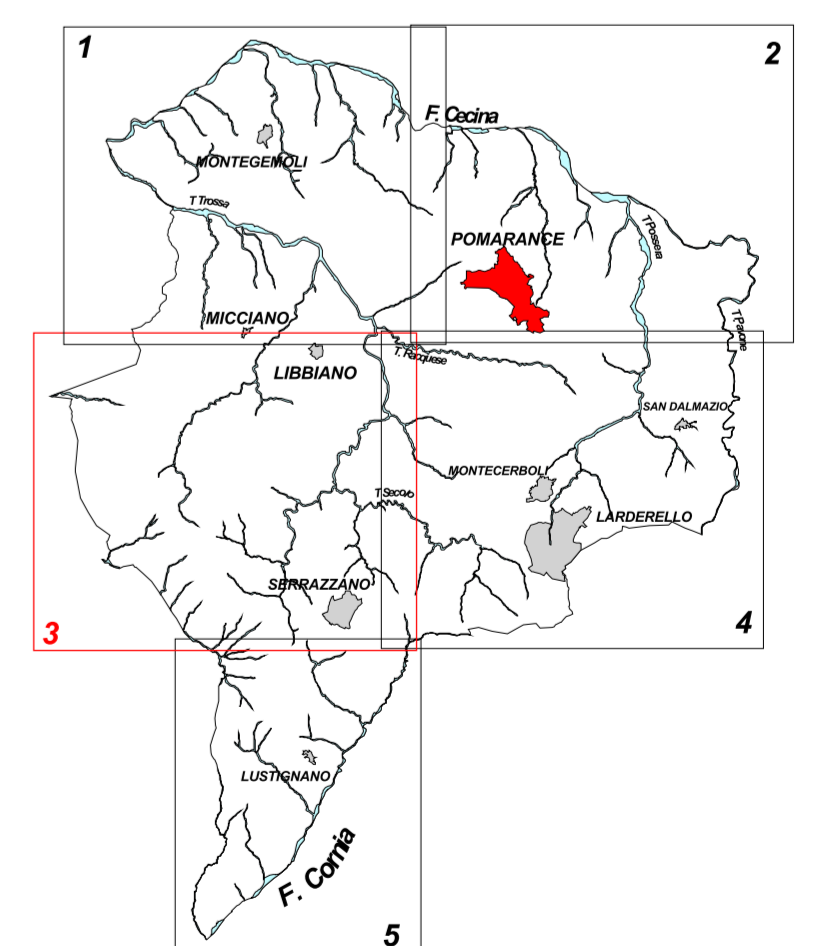 1
2
F. Cecina
MONTEGEMOLI
T Trossa
T Possera
POMARANCE
T Pavone
MICCIANO
T. Racquese
LIBBIANO
SAN DALMAZIO
MONTECERBOLI
T Secolo
LARDERELLO
SERRAZZANO
3
4
LUSTIGNANO
F. Cornia
5